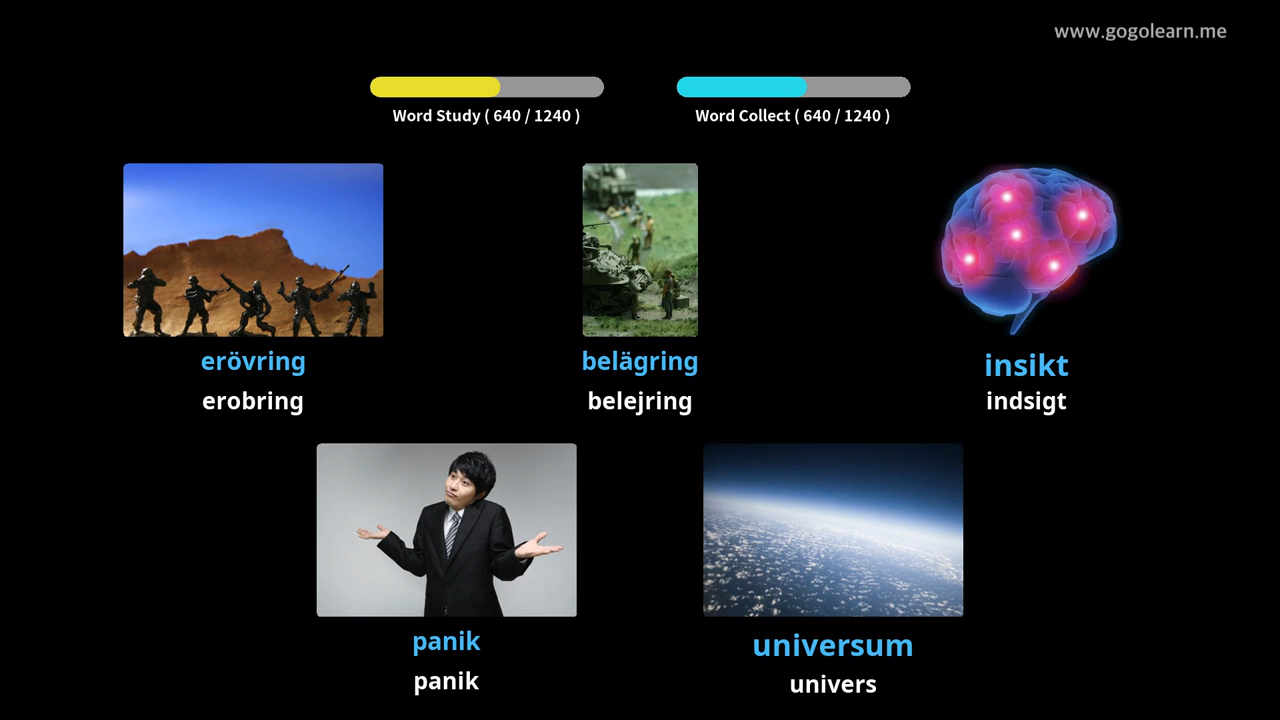 www.gogolearn.me
Word Study ( 640 / 1240 )
Word Collect ( 640 / 1240 )
erövring
erobring
belägring
belejring
insikt
indsigt
panik
panik
universum
univers